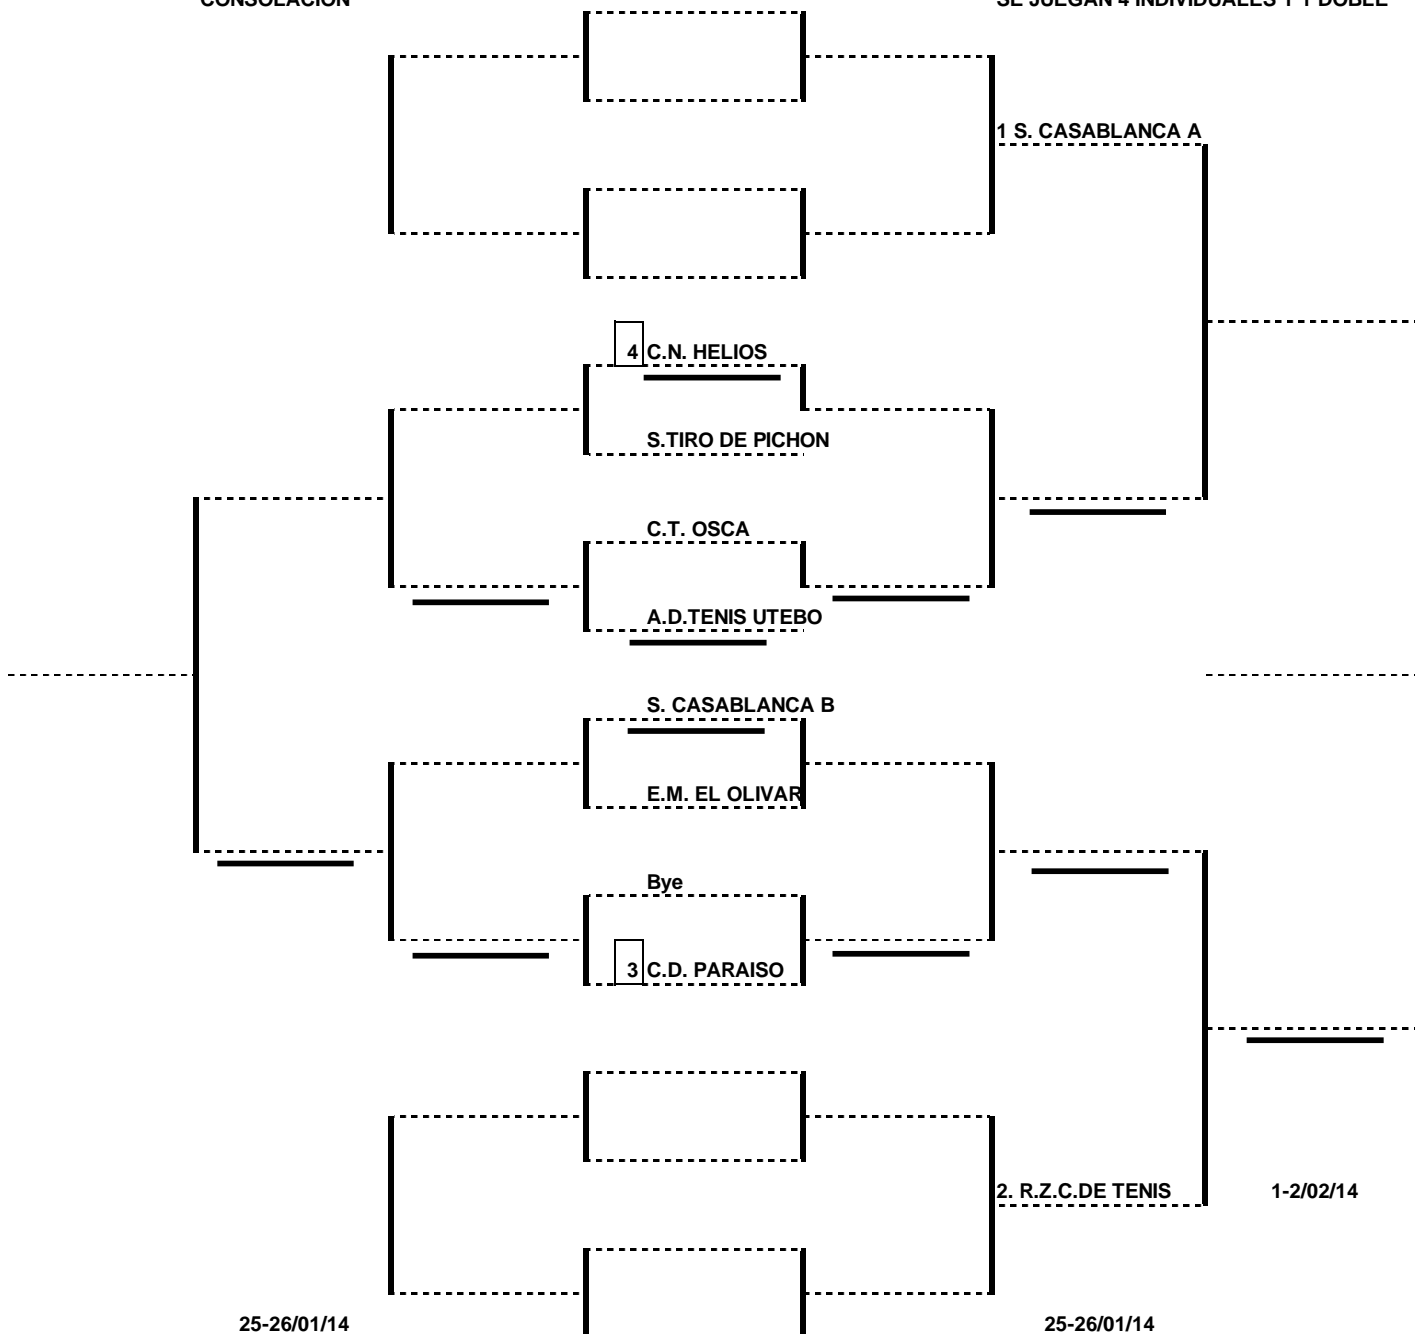 CONSOLACION
SE JUEGAN 4 INDIVIDUALES Y 1 DOBLE
1 S. CASABLANCA A
4 C.N. HELIOS
S.TIRO DE PICHON
C.T. OSCA
A.D.TENIS UTEBO
S. CASABLANCA B
E.M. EL OLIVAR
Bye
3 C.D. PARAISO
2. R.Z.C.DE TENIS
1-2/02/14
25-26/01/14
25-26/01/14